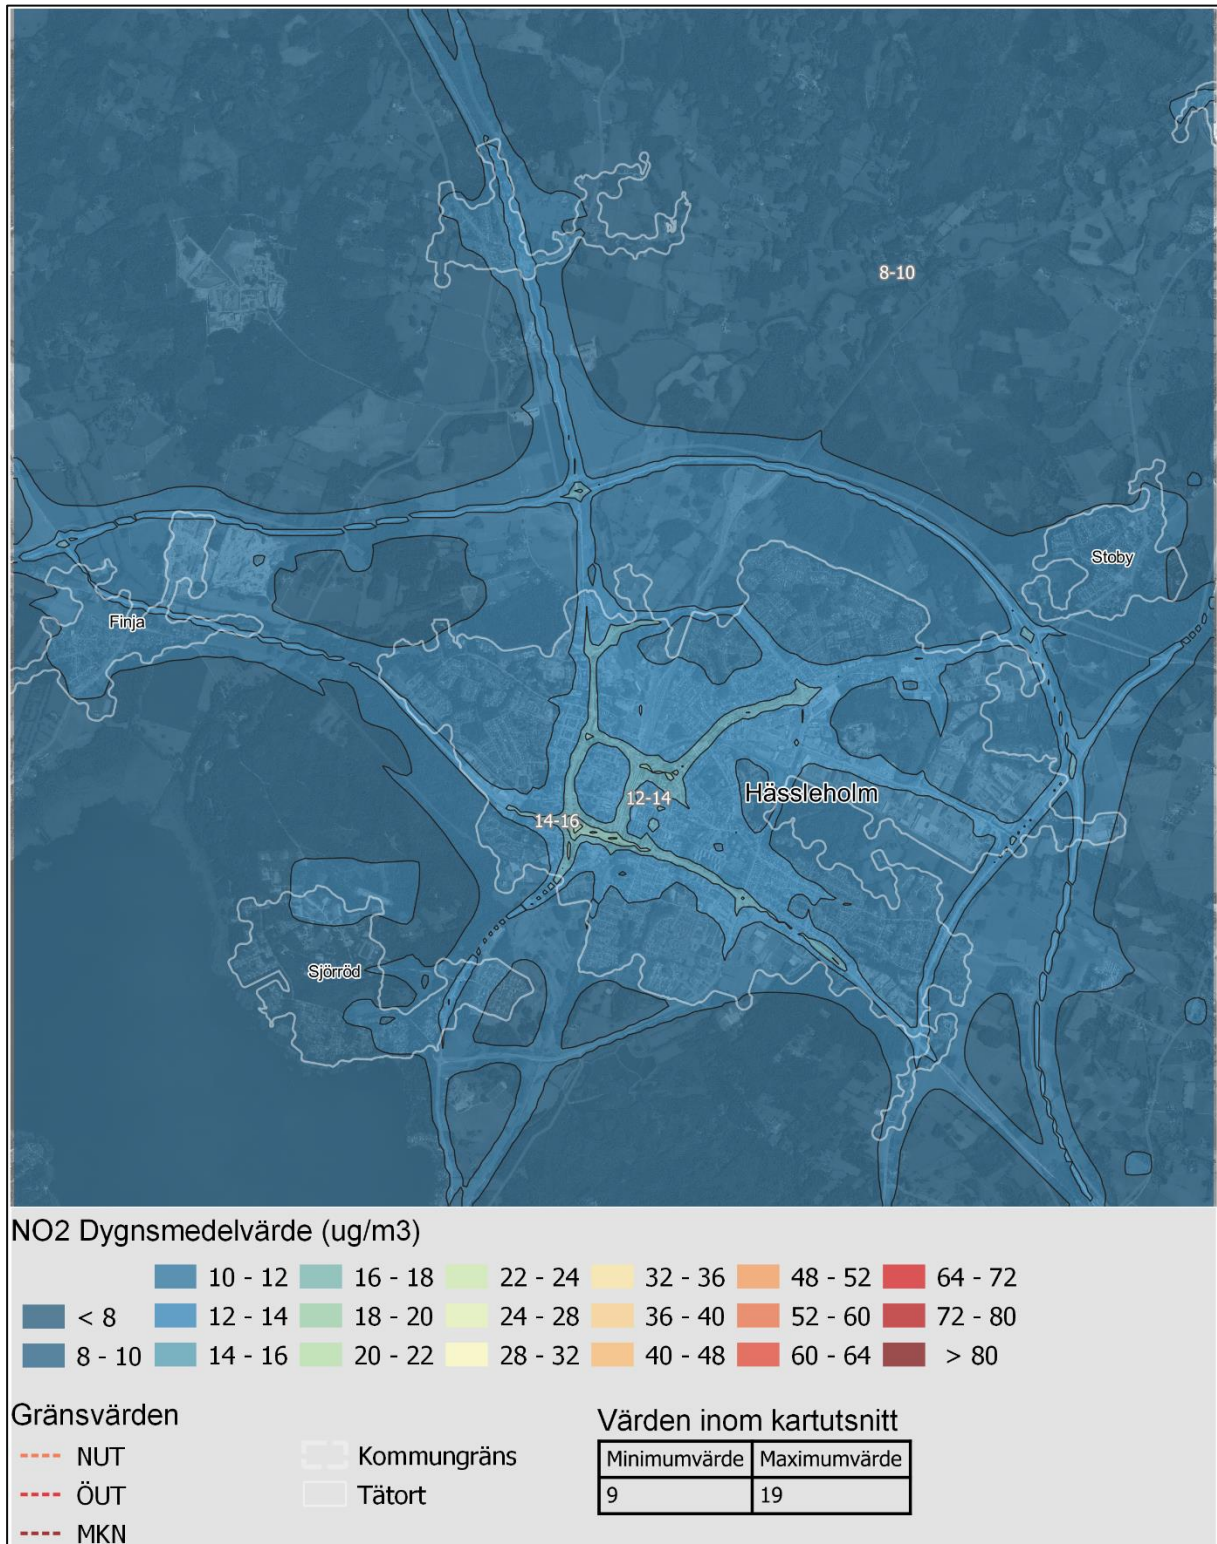 8-10
Stoby
Finja
Hässleholm
12-14
14-16
Sjörröd
NO2 Dygnsmedelvärde (ug/m3)
10 - 12 16 - 18 22 - 24 32 - 36 48 - 52 64 - 72
< 8 12 - 14 18 - 20 24 - 28 36 - 40 52 - 60 72 - 80
8 - 10 14 - 16 20 - 22 28 - 32 40 - 48 60 - 64 > 80
Gränsvärden
NUT
ÖUT
MKN
Kommungräns
Tätort
Värden inom kartutsnitt
Minimumvärde Maximumvärde
9 19